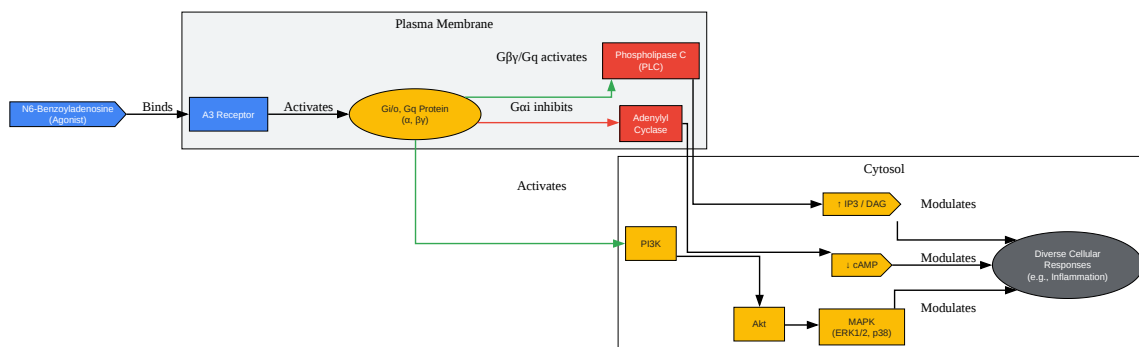 Plasma Membrane
N6-Benzoyladenosine
(Agonist)
Binds
A3 Receptor
Activates
Gi/o, Gq Protein
(α, βγ)
Gβγ/Gq activates
Phospholipase C
(PLC)
Gαi inhibits
Adenylyl
Cyclase
Activates
Cytosol
PI3K
Akt
MAPK
(ERK1/2, p38)
↑ IP3 / DAG
Modulates
↓ cAMP
Modulates
Modulates
Diverse Cellular
Responses
(e.g., Inflammation)